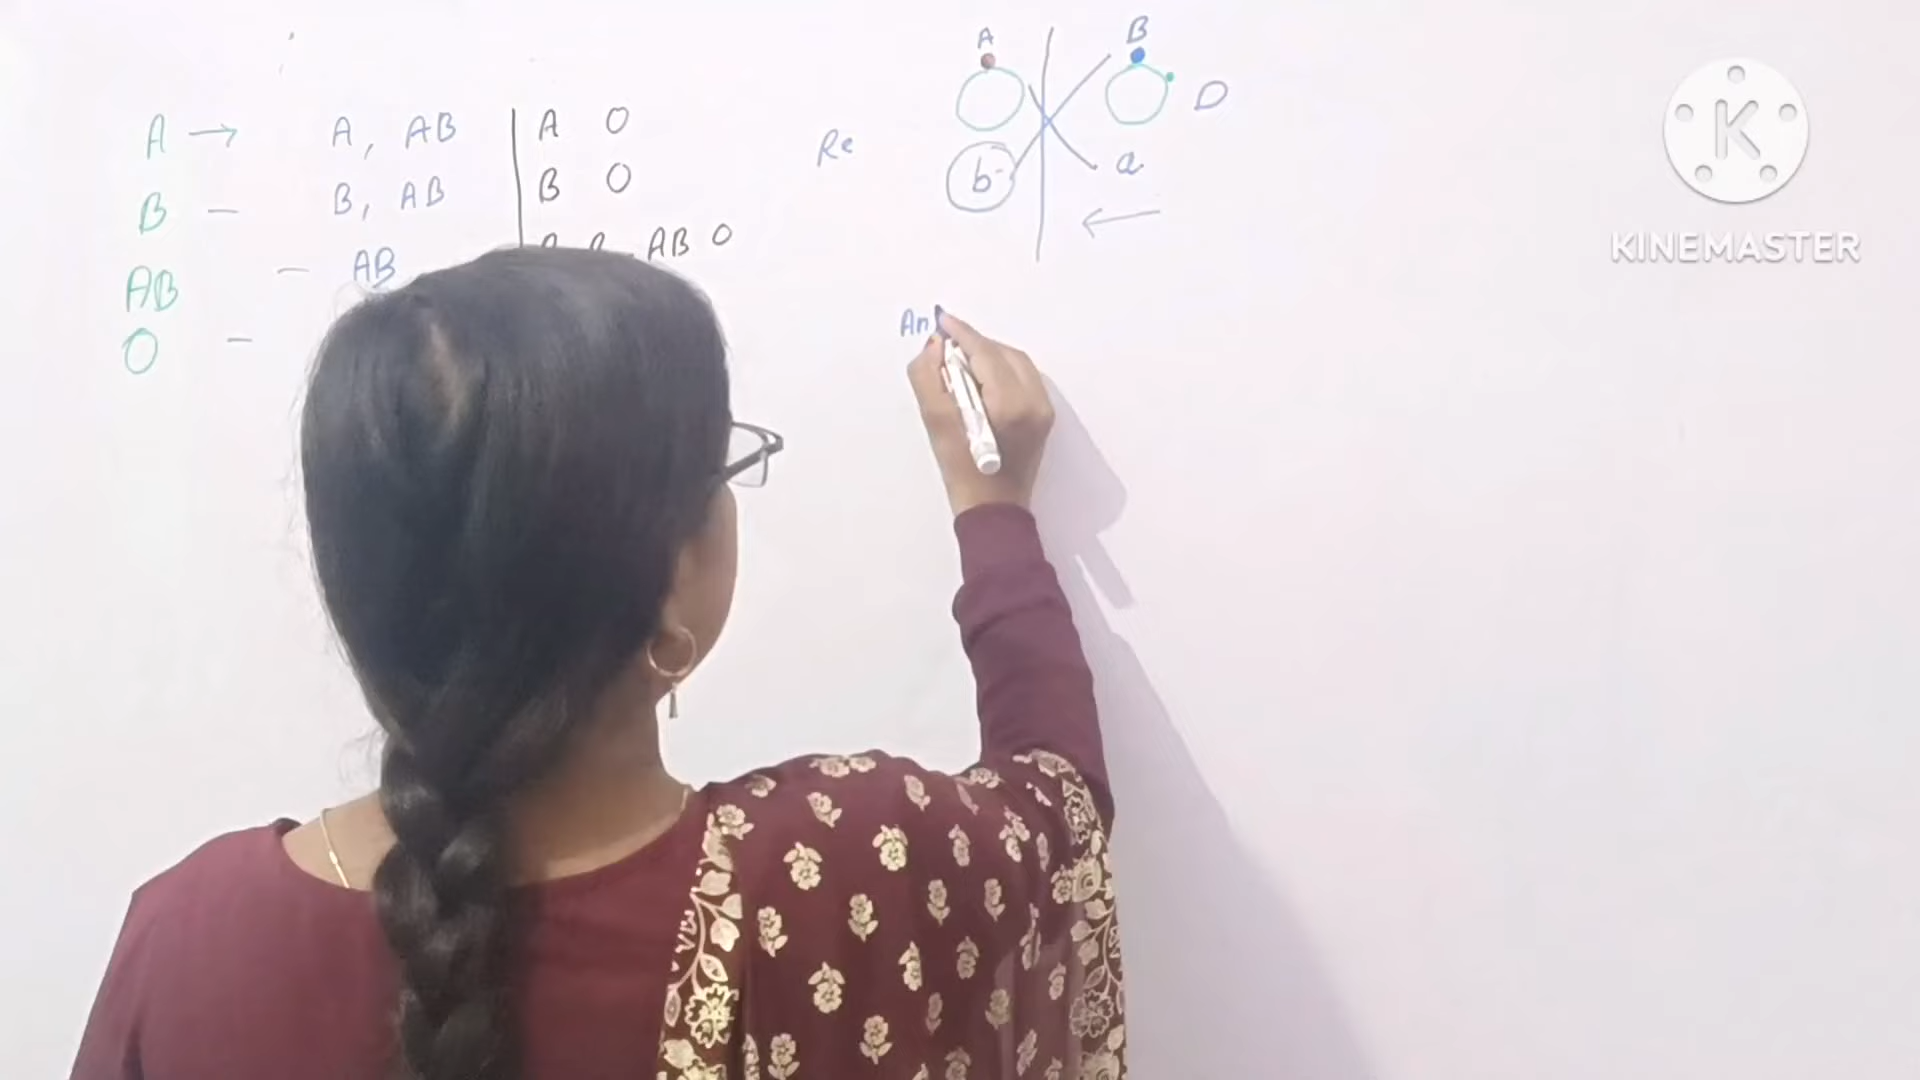 A → A, AB | A O
B – B, AB | B O
AB – AB | AB O
O –
A B
Re D
b a
An
KINEMASTER